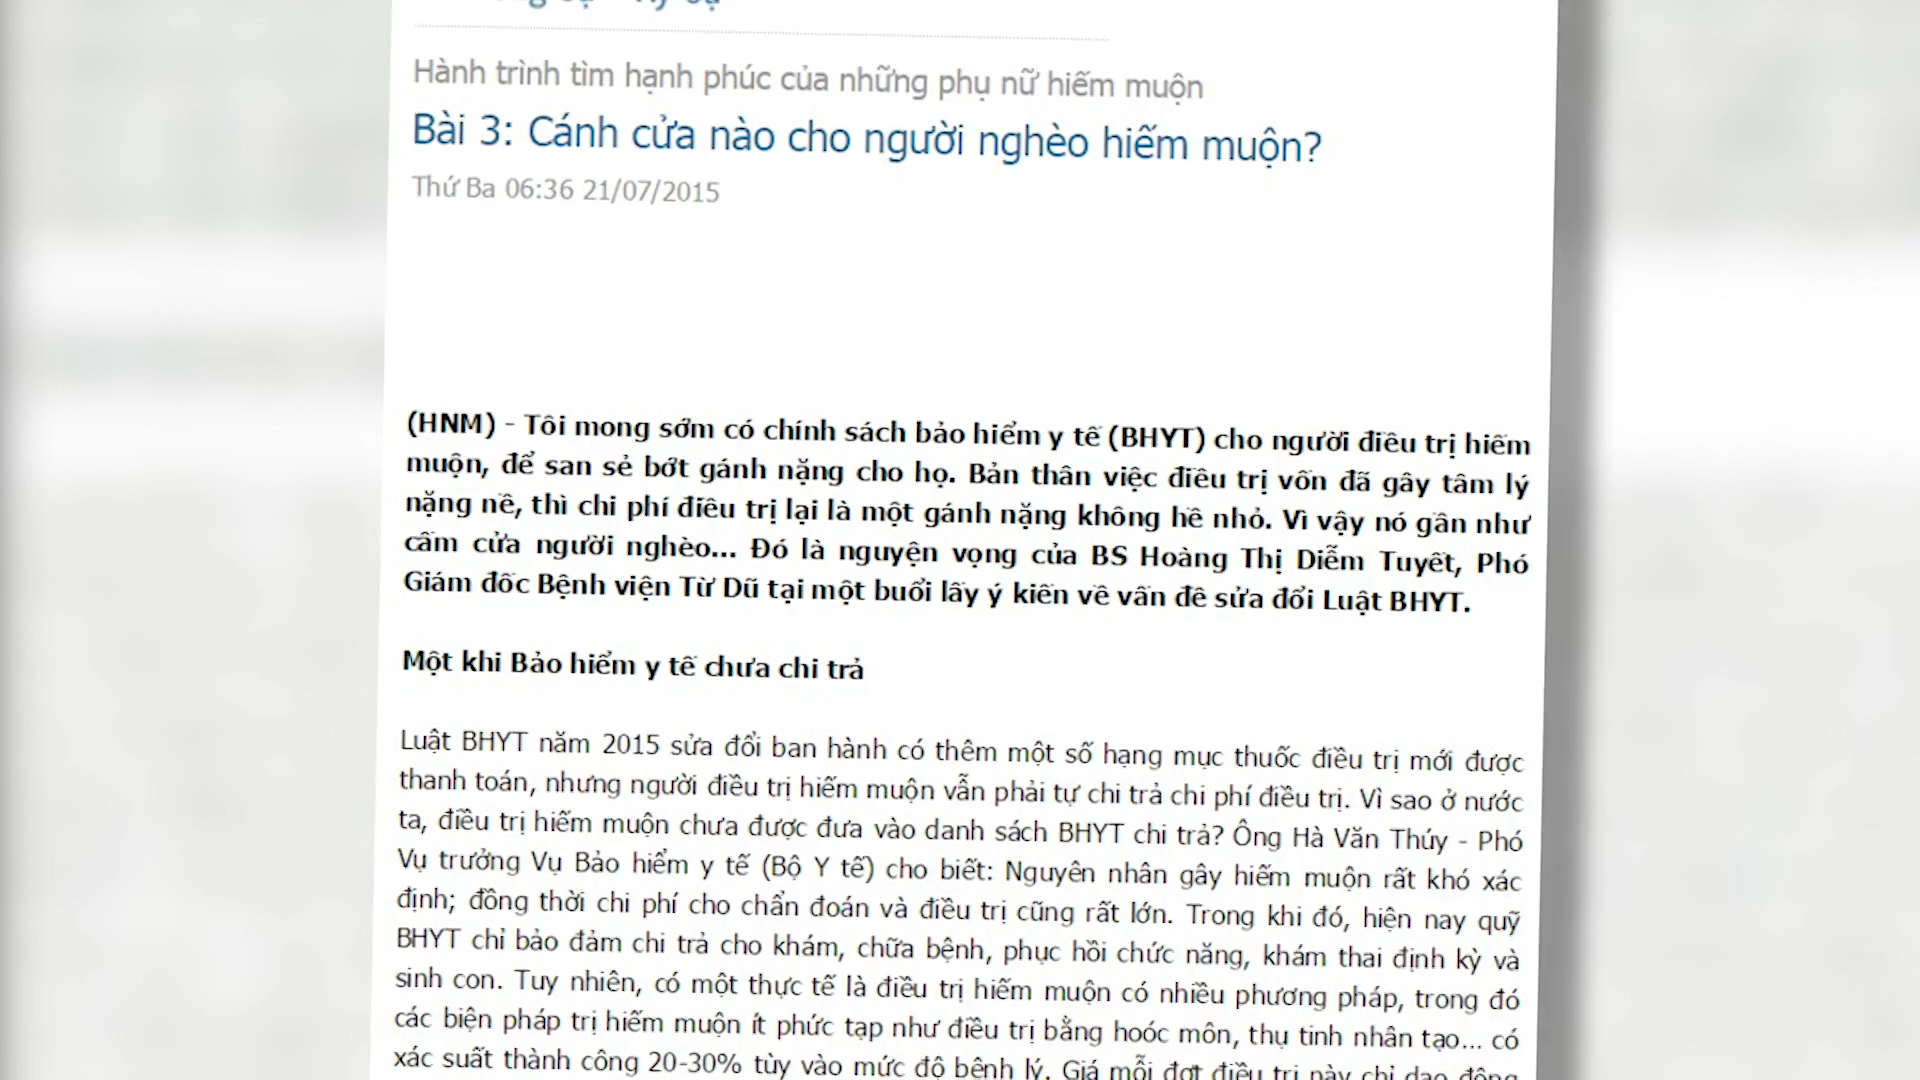 Hành trình tìm hạnh phúc của những phụ nữ hiếm muộn
Bài 3: Cánh cửa nào cho người nghèo hiếm muộn?
Thứ Ba 06:36 21/07/2015
(HNM) - Tôi mong sớm có chính sách bảo hiểm y tế (BHYT) cho người điều trị hiếm
muộn, để san sẻ bớt gánh nặng cho họ. Bản thân việc điều trị vốn đã gây tâm lý
nặng nề, thì chi phí điều trị lại là một gánh nặng không hề nhỏ. Vì vậy nó gần như
cấm cửa người nghèo... Đó là nguyện vọng của BS Hoàng Thị Diễm Tuyết, Phó
Giám đốc Bệnh viện Từ Dũ tại một buổi lấy ý kiến về vấn đề sửa đổi Luật BHYT.
Một khi Bảo hiểm y tế chưa chi trả
Luật BHYT năm 2015 sửa đổi ban hành có thêm một số hạng mục thuốc điều trị mới được
thanh toán, nhưng người điều trị hiếm muộn vẫn phải tự chi trả chi phí điều trị. Vì sao ở nước
ta, điều trị hiếm muộn chưa được đưa vào danh sách BHYT chi trả? Ông Hà Văn Thúy - Phó
Vụ trưởng Vụ Bảo hiểm y tế (Bộ Y tế) cho biết: Nguyên nhân gây hiếm muộn rất khó xác
định; đồng thời chi phí cho chẩn đoán và điều trị cũng rất lớn. Trong khi đó, hiện nay quỹ
BHYT chỉ bảo đảm chi trả cho khám, chữa bệnh, phục hồi chức năng, khám thai định kỳ và
sinh con. Tuy nhiên, có một thực tế là điều trị hiếm muộn có nhiều phương pháp, trong đó
các biện pháp trị hiếm muộn ít phức tạp như điều trị bằng hoóc môn, thụ tinh nhân tạo... có
xác suất thành công 20-30% tùy vào mức độ bệnh lý. Giá mỗi đợt điều trị này chỉ dao động